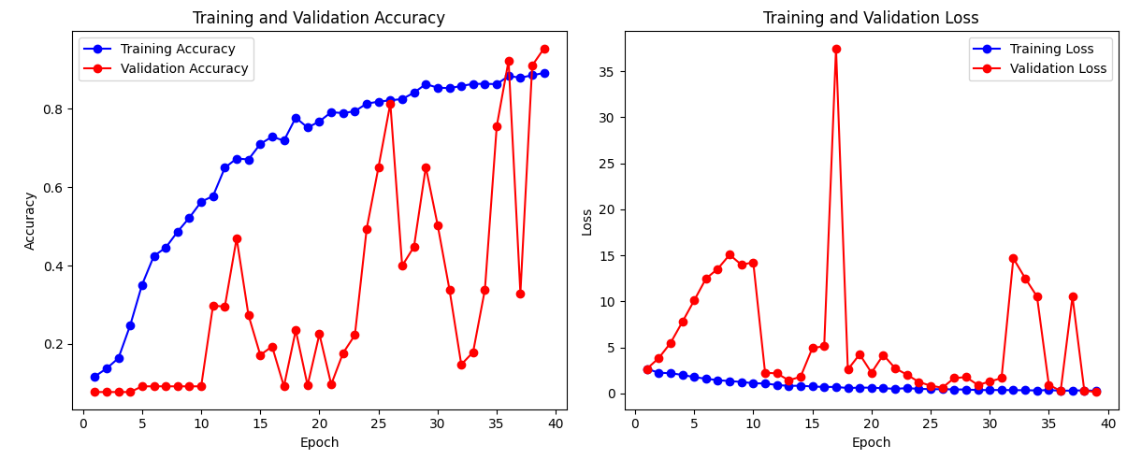 Training and Validation Accuracy
Training Accuracy
Validation Accuracy
Accuracy
0.8
0.6
0.4
0.2
0 5 10 15 20 25 30 35 40
Epoch
Training and Validation Loss
Training Loss
Validation Loss
Loss
35
30
25
20
15
10
5
0
0 5 10 15 20 25 30 35 40
Epoch